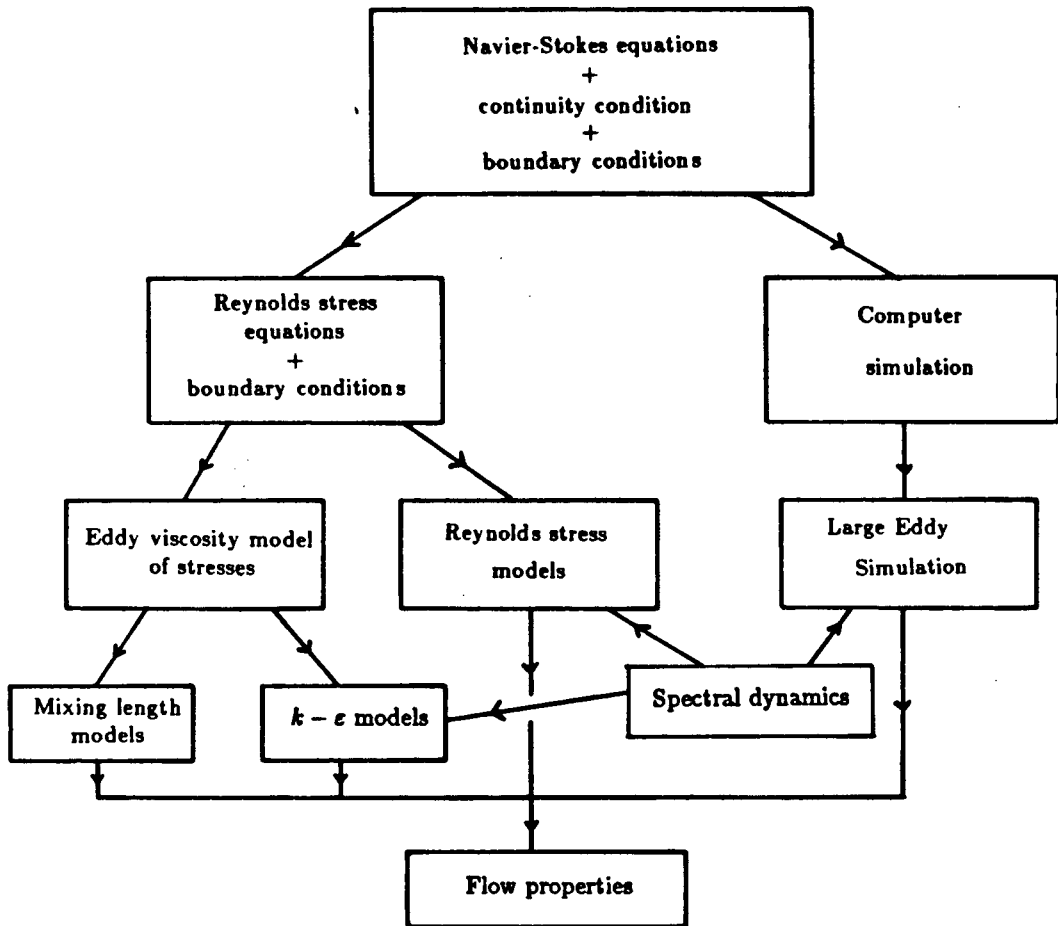 Navier-Stokes equations
+
continuity condition
+
boundary conditions
Reynolds stress
equations
+
boundary conditions
Computer
simulation
Eddy viscosity model
of stresses
Reynolds stress
models
Large Eddy
Simulation
Mixing length
models
k – ε models
Spectral dynamics
Flow properties